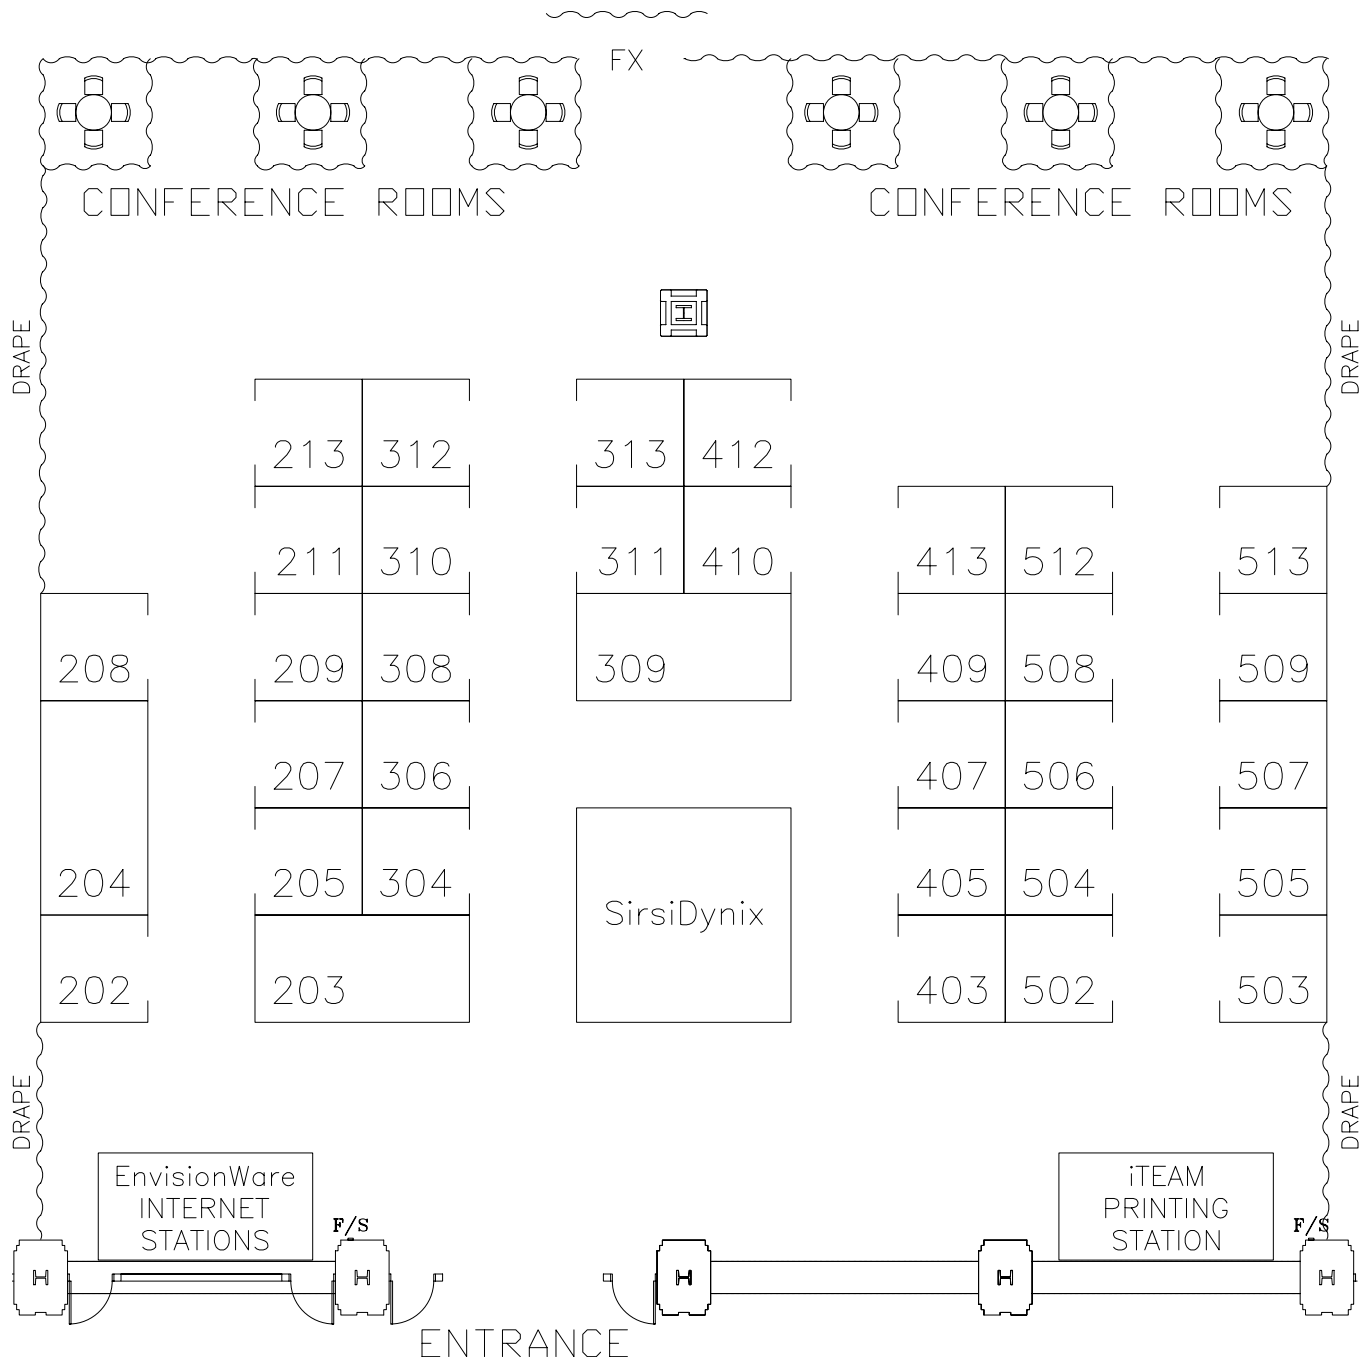 FX
CONFERENCE ROOMS
CONFERENCE ROOMS
DRAPE
DRAPE
213 312
313 412
211 310
311 410
413 512
513
208
209 308
309
409 508
509
207 306
407 506
507
204
205 304
SirsiDynix
405 504
505
202
203
403 502
503
DRAPE
DRAPE
EnvisionWare
INTERNET
STATIONS
F/S
iTEAM
PRINTING
STATION
F/S
ENTRANCE